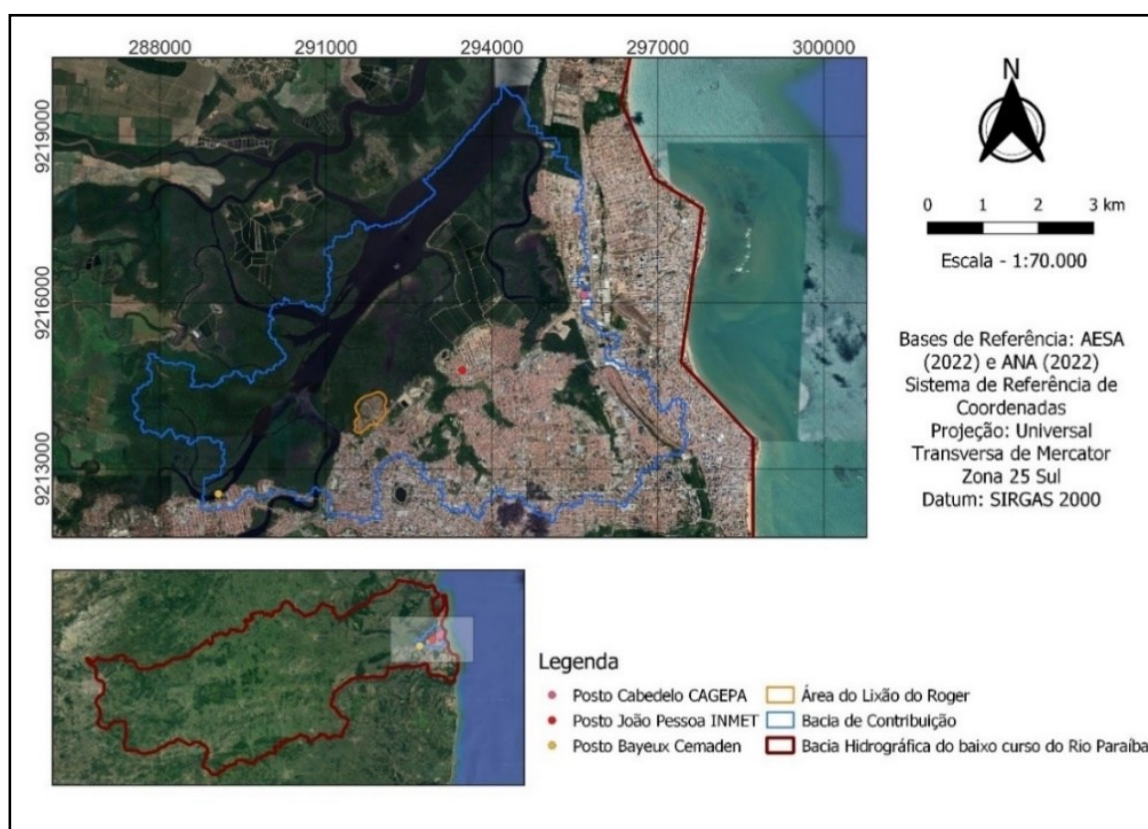 288000 291000 294000 297000 300000
9219000
9216000
9213000
N
0 1 2 3 km
Escala - 1:70.000
Bases de Referência: AESA
(2022) e ANA (2022)
Sistema de Referência de
Coordenadas
Projeção: Universal
Transversa de Mercator
Zona 25 Sul
Datum: SIRGAS 2000
Legenda
Posto Cabedelo CAGEPA
Posto João Pessoa INMET
Posto Bayeux Cemaden
Área do Lixão do Roger
Bacia de Contribuição
Bacia Hidrográfica do baixo curso do Rio Paraíba